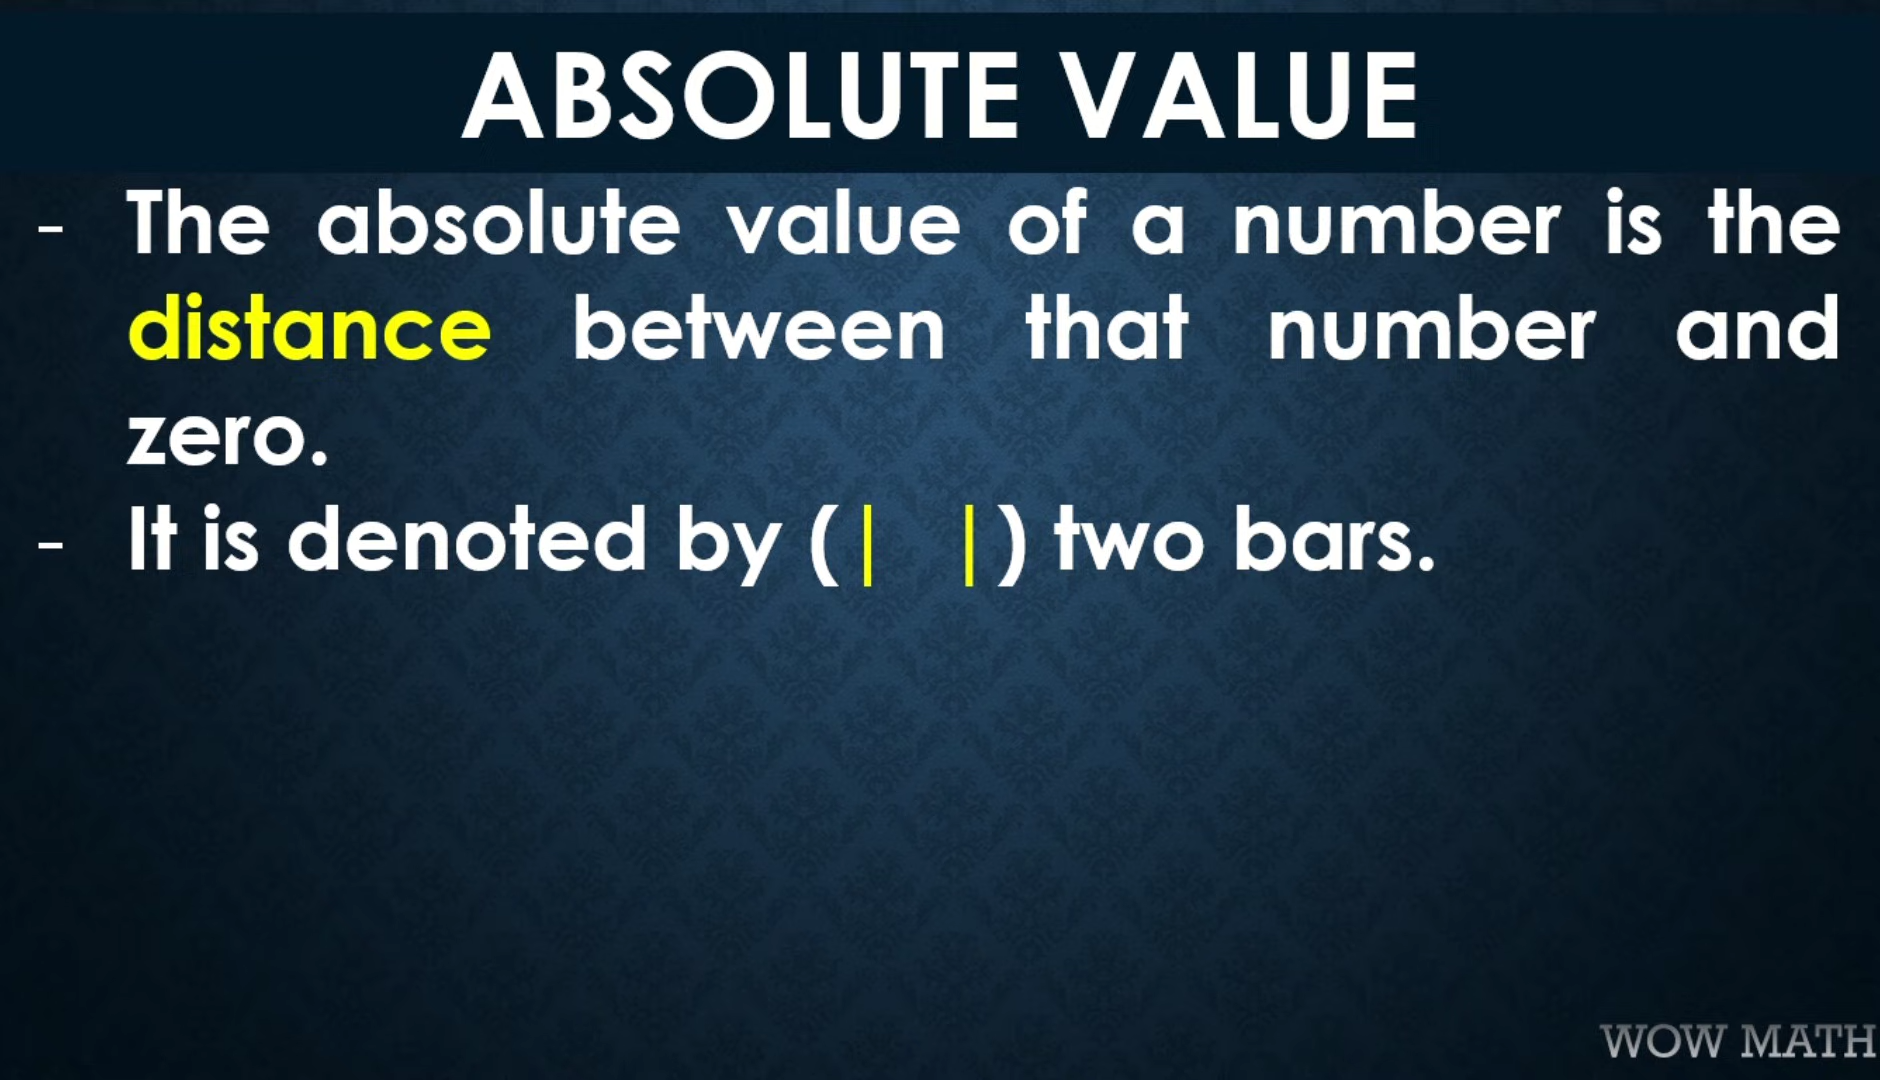 ABSOLUTE VALUE
- The absolute value of a number is the
distance between that number and
zero.
- It is denoted by (| |) two bars.
WOW MATH